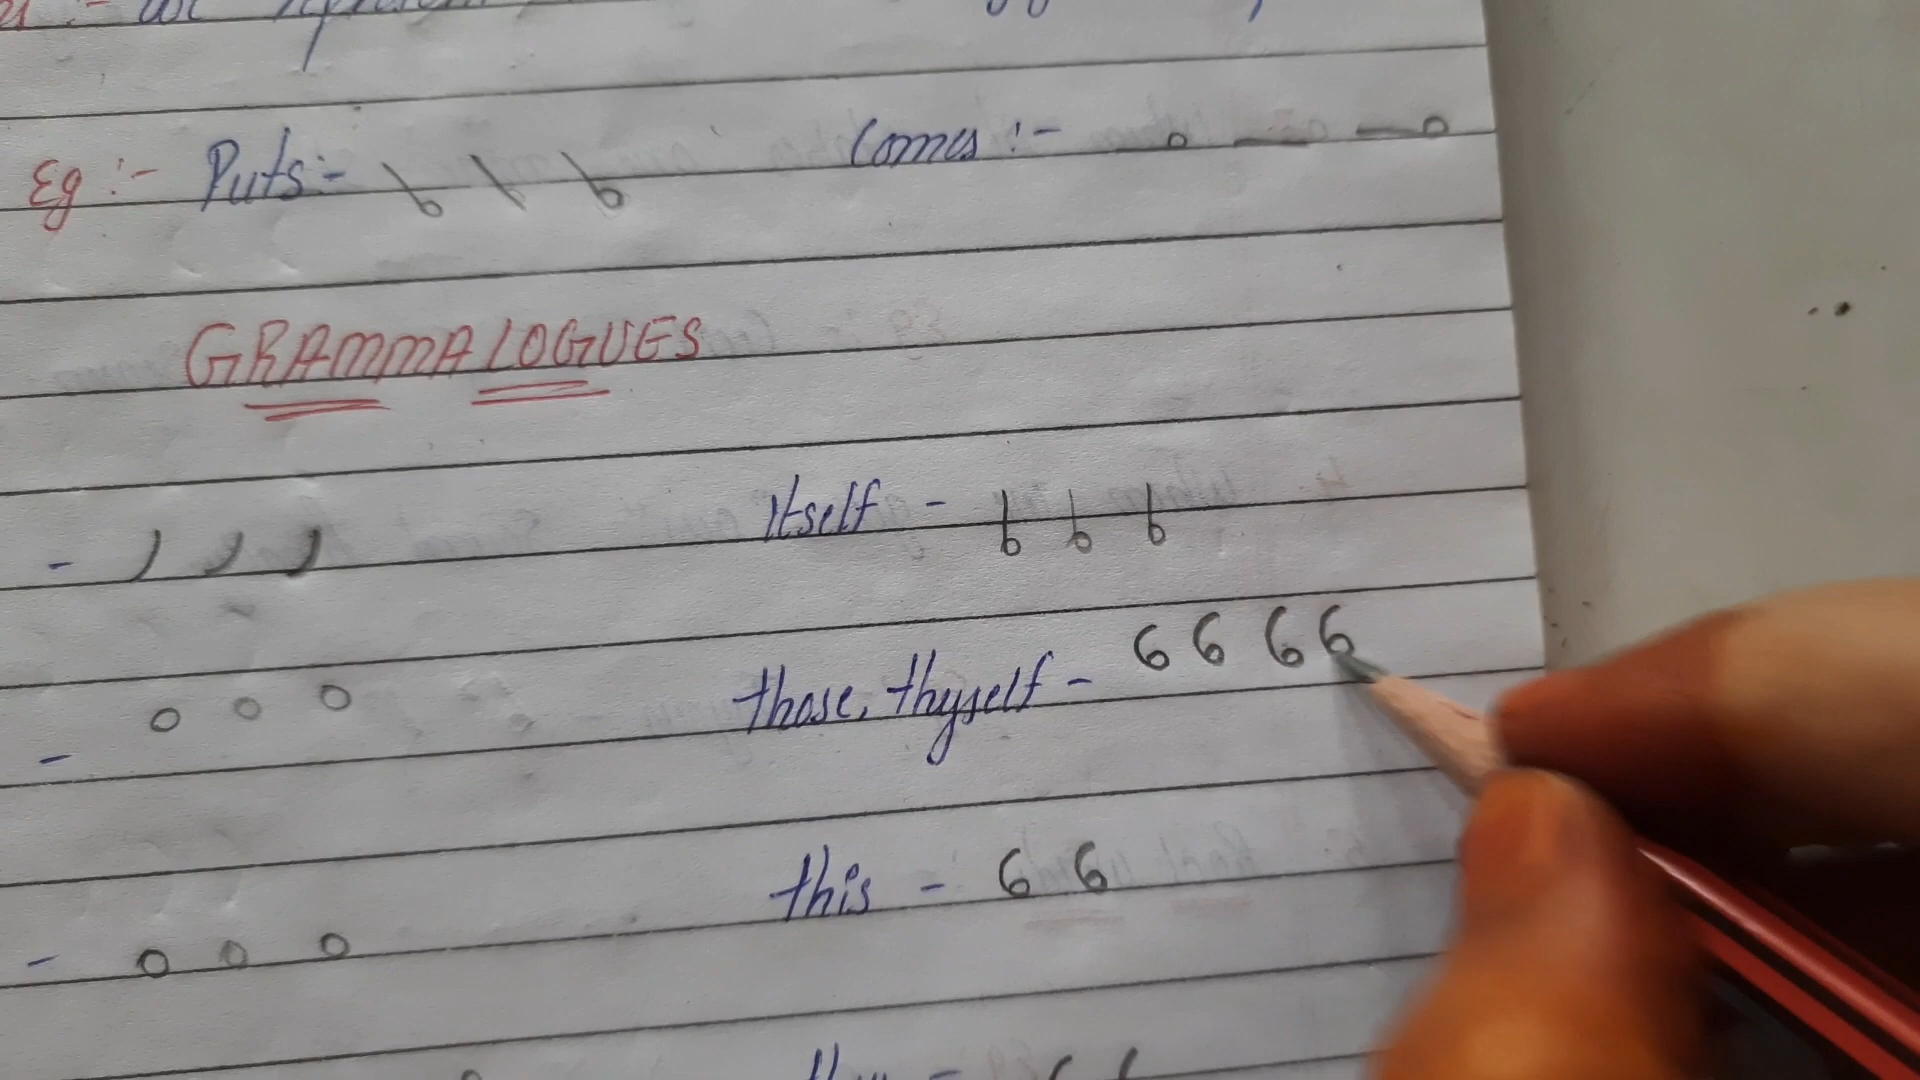 Eg :- Puts :- Comes :-
GRAMMALOGUES
- Itself -
- those, thyself -
- this -